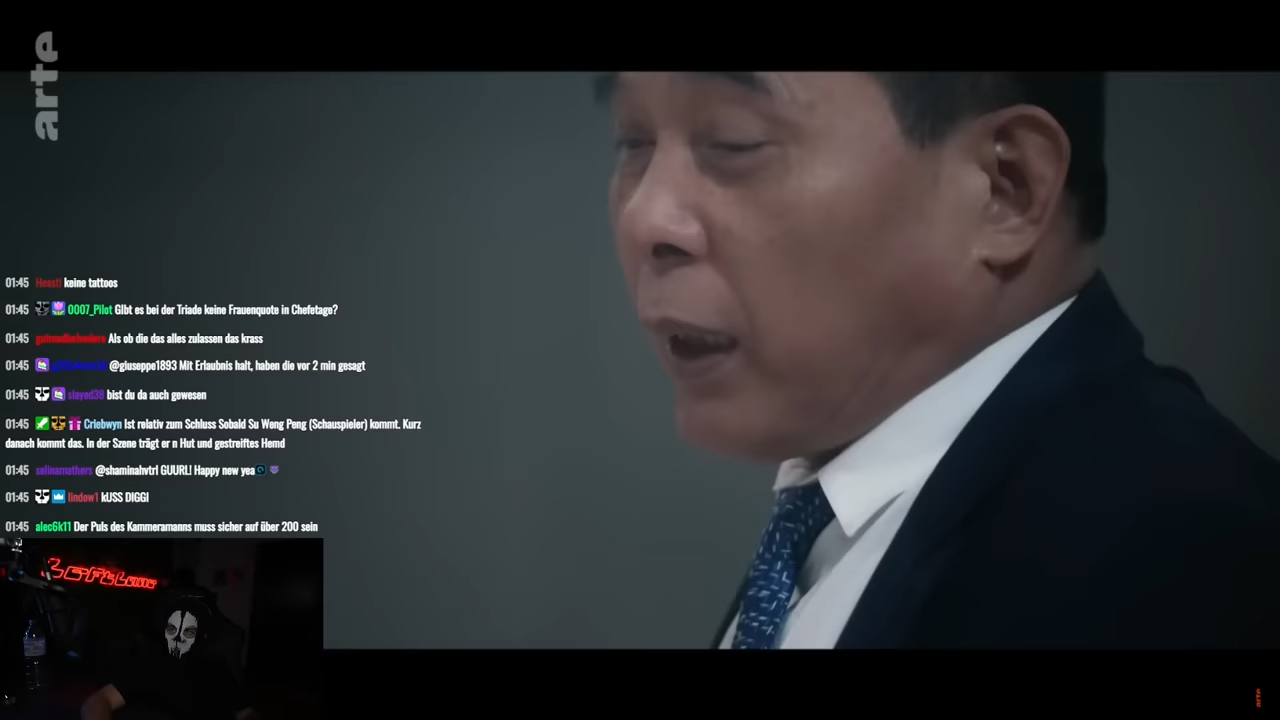 arte
01:45 keine tattoos
01:45 0007_Pilot GIbt es bei der Triade keine Frauenquote in Chefetage?
01:45 Als ob die das alles zulassen das krass
01:45 @giuseppe1893 Mit Erlaubnis halt, haben die vor 2 min gesagt
01:45 slayed38 bist du da auch gewesen
01:45 Crlebwyn Ist relativ zum Schluss Sobald Su Weng Peng (Schauspieler) kommt. Kurz
danach kommt das. In der Szene trägt er n Hut und gestreiftes Hemd
01:45 selinamathers @shaminahvtrl GUURL! Happy new yea
01:45 lindow1 kUSS DIGGI
01:45 alec6k11 Der Puls des Kammeramanns muss sicher auf über 200 sein
arte